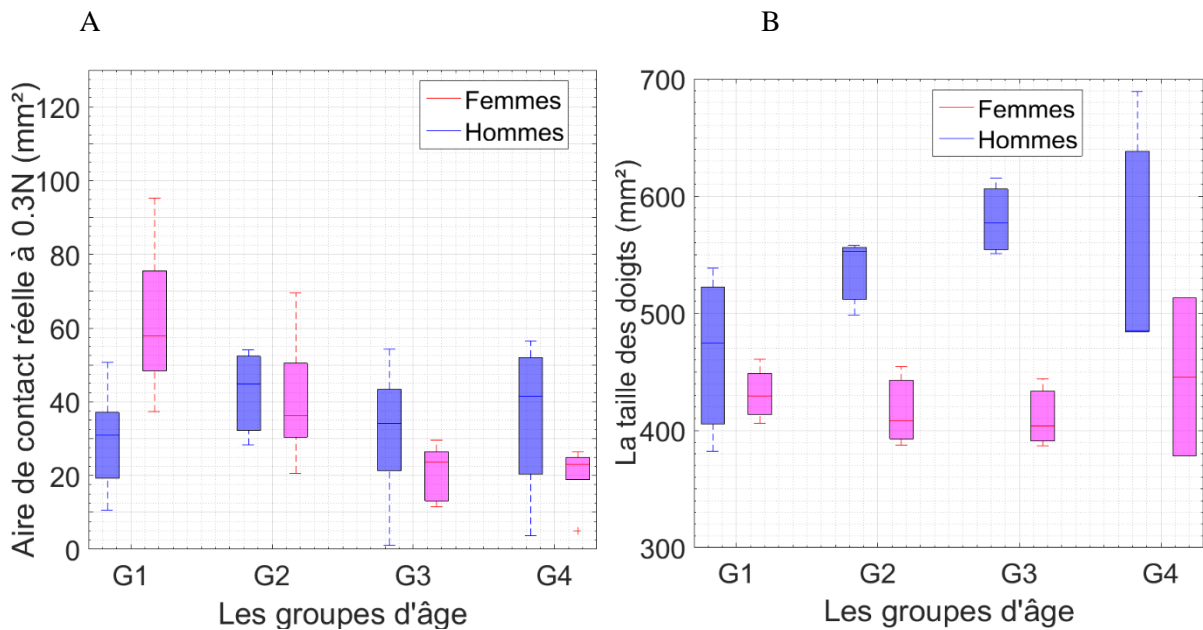 A
Aire de contact réelle à 0.3N (mm²)
120
100
80
60
40
20
0
Femmes
Hommes
G1 G2 G3 G4
Les groupes d'âge
B
La taille des doigts (mm²)
700
600
500
400
300
Femmes
Hommes
G1 G2 G3 G4
Les groupes d'âge